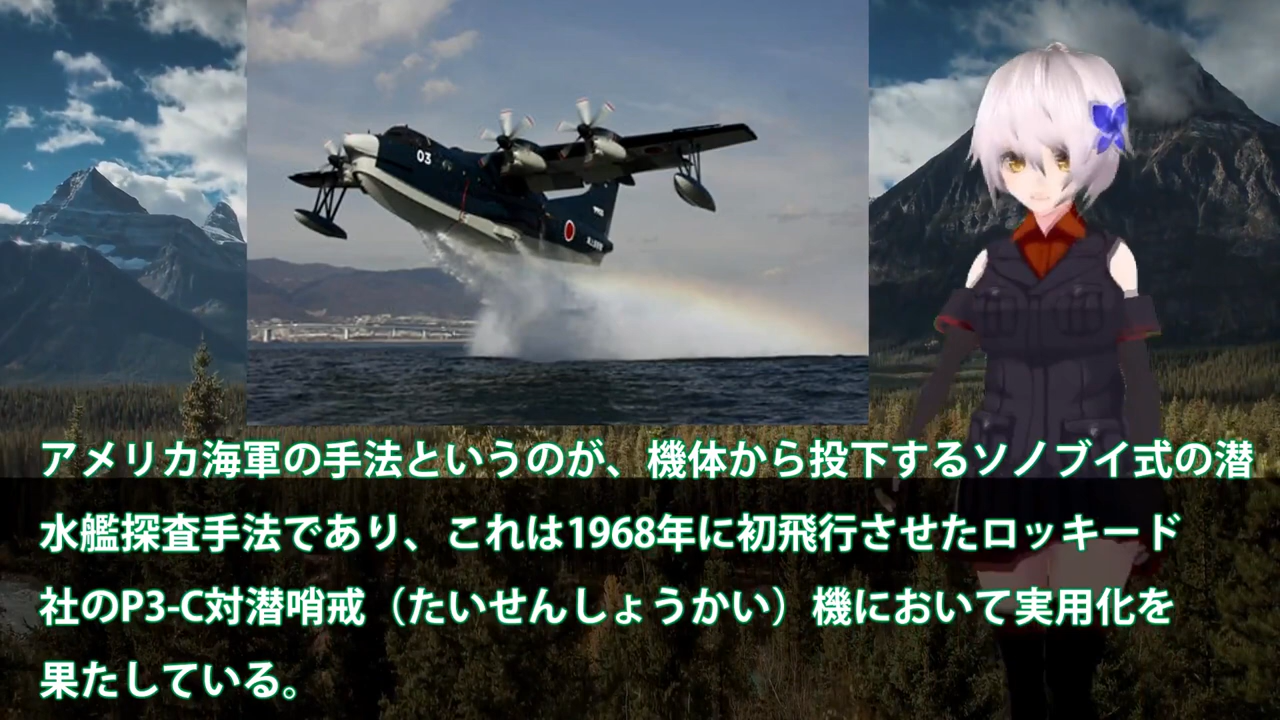 03
アメリカ海軍の手法というのが、機体から投下するソノブイ式の潜
水艦探査手法であり、これは1968年に初飛行させたロッキード
社のP3-C対潜哨戒（たいせんしょうかい）機において実用化を
果たしている。